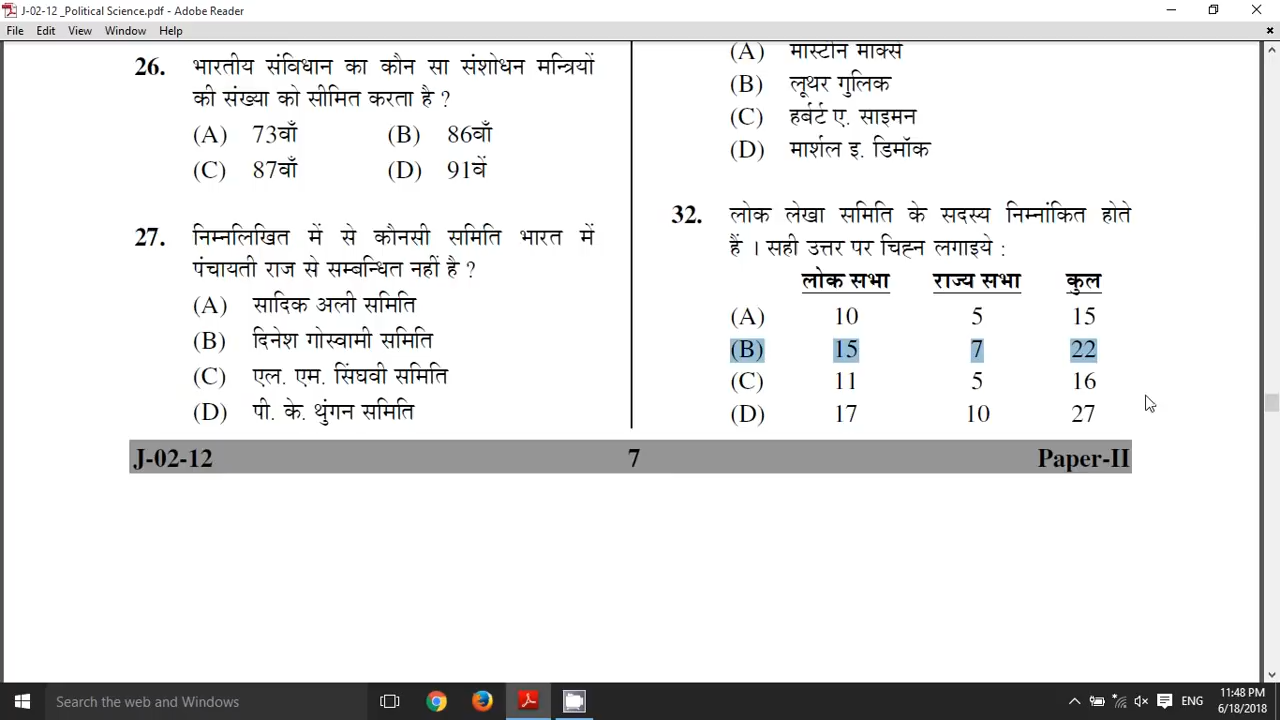 J-02-12 _Political Science.pdf - Adobe Reader
File Edit View Window Help
26. भारतीय संविधान का कौन सा संशोधन मन्त्रियों
की संख्या को सीमित करता है ?
(A) 73वाँ (B) 86वाँ
(C) 87वाँ (D) 91वें
27. निम्नलिखित में से कौनसी समिति भारत में
पंचायती राज से सम्बन्धित नहीं है ?
(A) सादिक अली समिति
(B) दिनेश गोस्वामी समिति
(C) एल. एम. सिंघवी समिति
(D) पी. के. थुंगन समिति
(A) मार्स्टीन मार्क्स
(B) लूथर गुलिक
(C) हर्बर्ट ए. साइमन
(D) मार्शल इ. डिमॉक
32. लोक लेखा समिति के सदस्य निम्नांकित होते
हैं । सही उत्तर पर चिह्न लगाइये :
लोक सभा राज्य सभा कुल
(A) 10 5 15
(B) 15 7 22
(C) 11 5 16
(D) 17 10 27
J-02-12 7 Paper-II
Search the web and Windows
ENG
11:48 PM
6/18/2018